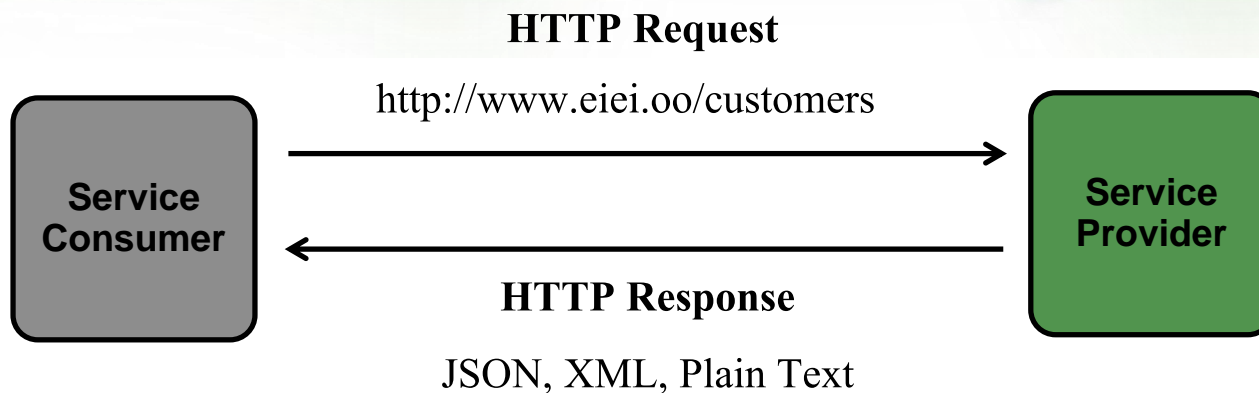 HTTP Request
http://www.eiei.oo/customers
Service
Consumer
Service
Provider
HTTP Response
JSON, XML, Plain Text